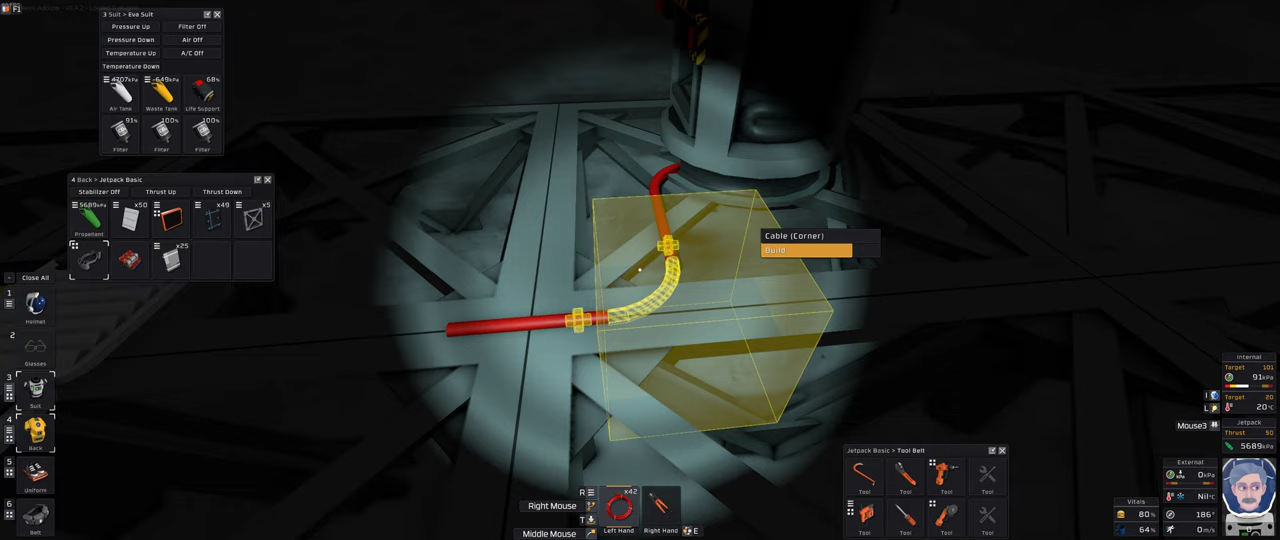 F1
3 Suit > Eva Suit
Pressure Up
Filter Off
Pressure Down
Air Off
Temperature Up
A/C Off
Temperature Down
4707kPa
-649kPa
68%
Air Tank
Waste Tank
Life Support
91%
100%
100%
Filter
Filter
Filter
4 Back > Jetpack Basic
Stabilizer Off
Thrust Up
Thrust Down
5689kPa
x50
x49
x5
Propellant
x25
Close All
1
Helmet
2
Glasses
3
Suit
4
Back
5
Uniform
6
Belt
Cable (Corner)
Build
R
x42
Right Mouse
T
Left Hand
Right Hand
E
Middle Mouse
Jetpack Basic > Tool Belt
Tool
Tool
Tool
Tool
Tool
Tool
Tool
Tool
Internal
Target 101
91kPa
Target 20
I
L
20°C
Mouse3
Jetpack
Thrust 50
5689kPa
External
0kPa
Nil°C
186°
0m/s
Vitals
80%
64%